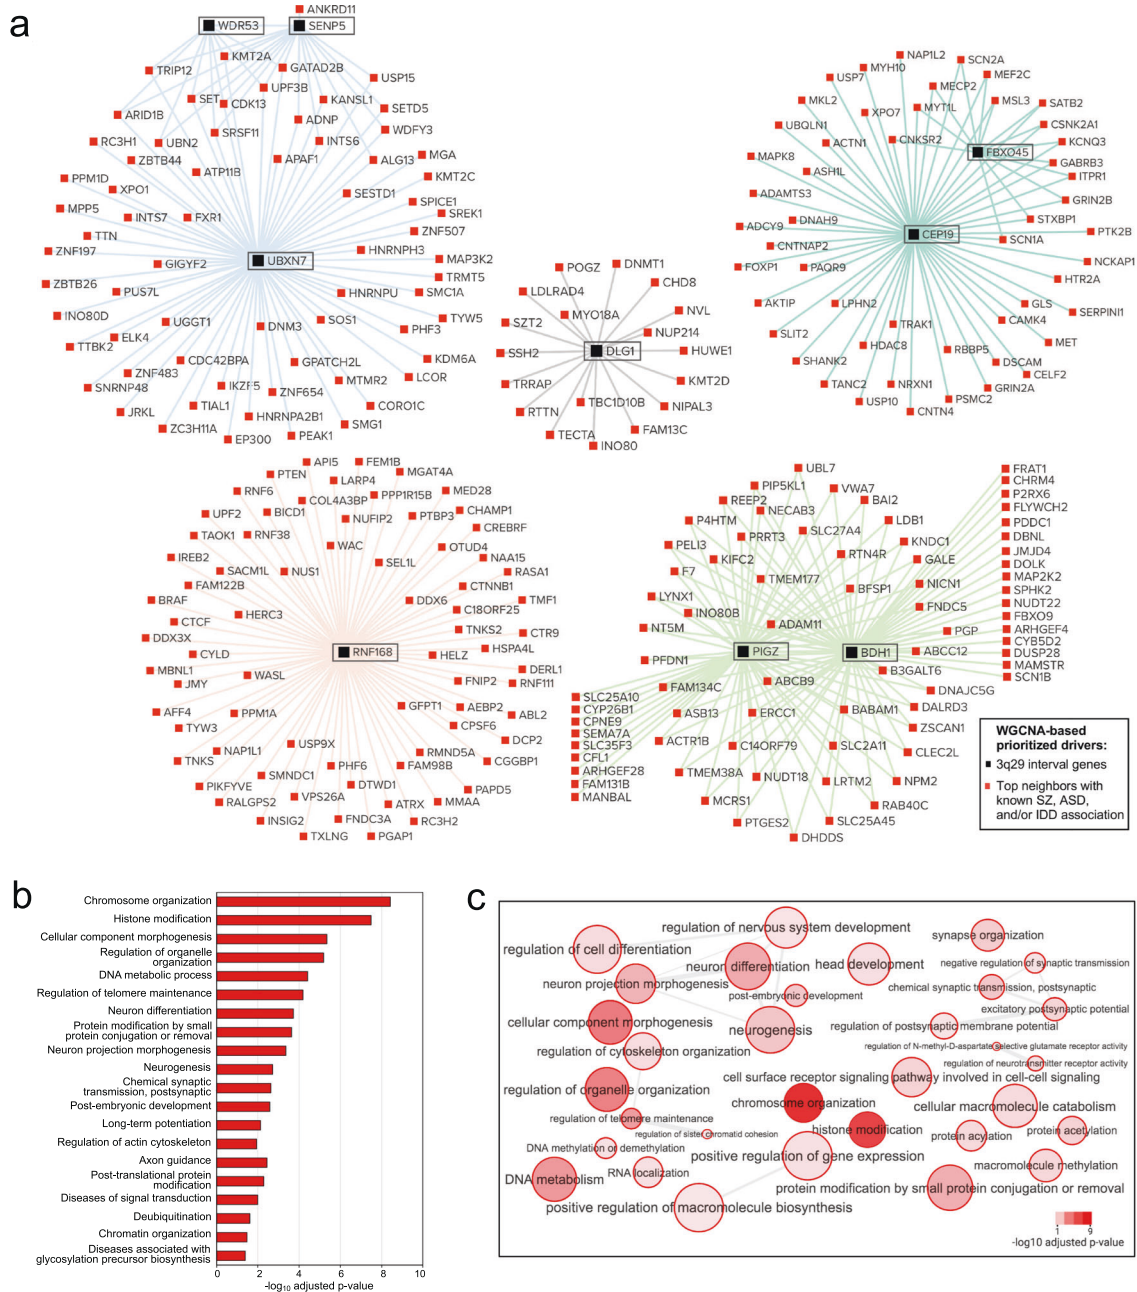 a
ANKRD11
WDR53
SENP5
KMT2A
TRIP12
GATAD2B
USP15
UPF3B
SET
CDK13
KANSL1
SETD5
ARID1B
ADNP
WDFY3
SRSF11
RC3H1
UBN2
INTS6
ZBTB44
APAF1
ALG13
MGA
ATP11B
KMT2C
PPM1D
XPO1
SESTD1
SPICE1
MPP5
INTS7
FXR1
SREK1
TTN
ZNF507
ZNF197
HNRNPH3
GIGYF2
UBXN7
MAP3K2
TRMT5
ZBTB26
PUS7L
HNRNPU
SMC1A
INO80D
UGGT1
DNM3
SOS1
TYW5
PHF3
ELK4
TTBK2
CDC42BPA
GPATCH2L
KDM6A
ZNF483
MTMR2
LCOR
SNRNP48
IKZF5
ZNF654
TIAL1
CORO1C
JRKL
HNRNPA2B1
SMG1
ZC3H11A
EP300
PEAK1
POGZ
DNMT1
CHD8
LDLRAD4
MYO18A
NVL
SZT2
NUP214
SSH2
DLG1
HUWE1
TRRAP
KMT2D
TBC1D10B
NIPAL3
RTTN
TECTA
FAM13C
INO80
NAP1L2
SCN2A
MYH10
USP7
MEF2C
MECP2
MKL2
XPO7
MYT1L
MSL3
SATB2
UBQLN1
CSNK2A1
ACTN1
CNKSR2
KCNQ3
MAPK8
FBXO45
GABRB3
ASH1L
ITPR1
ADAMTS3
GRIN2B
ADCY9
DNAH9
STXBP1
CEP19
PTK2B
CNTNAP2
SCN1A
FOXP1
PAQR9
NCKAP1
HTR2A
AKTIP
LPHN2
GLS
SERPINI1
TRAK1
CAMK4
SLIT2
HDAC8
RBBP5
MET
SHANK2
DSCAM
CELF2
TANC2
NRXN1
GRIN2A
USP10
PSMC2
CNTN4
API5
FEM1B
PTEN
LARP4
MGAT4A
RNF6
COL4A3BP
PPP1R15B
MED28
UPF2
BICD1
NUFIP2
PTBP3
CHAMP1
CREBRF
TAOK1
RNF38
WAC
OTUD4
IREB2
SEL1L
NAA15
SACM1L
NUS1
RASA1
FAM122B
CTNNB1
BRAF
DDX6
TMF1
HERC3
C18ORF25
CTCF
TNKS2
CTR9
DDX3X
CYLD
RNF168
HELZ
HSPA4L
MBNL1
WASL
DERL1
JMY
FNIP2
RNF111
AFF4
PPM1A
GFPT1
AEBP2
ABL2
TYW3
CPSF6
USP9X
DCP2
NAP1L1
RMND5A
TNKS
PHF6
FAM98B
CGGBP1
SMNDC1
PIKFYVE
DTWD1
PAPD5
RALGPS2
VPS26A
ATRX
MMAA
INSIG2
FNDC3A
RC3H2
TXLNG
PGAP1
UBL7
PIP5KL1
VWA7
REEP2
BAI2
NECAB3
P4HTM
LDB1
PRRT3
SLC27A4
PELI3
KNDC1
KIFC2
RTN4R
GALE
F7
TMEM177
NICN1
LYNX1
BFSP1
INO80B
FNDC5
NT5M
ADAM11
PGP
PFDN1
PIGZ
BDH1
ABCC12
B3GALT6
FAM134C
ABCB9
DNAJC5G
ASB13
ERCC1
BABAM1
DALRD3
ZSCAN1
ACTR1B
C14ORF79
SLC2A11
CLEC2L
TMEM38A
NUDT18
LRTM2
NPM2
MCRS1
RAB40C
PTGES2
SLC25A45
DHDDS
FRAT1
CHRM4
P2RX6
FLYWCH2
PDDC1
DBNL
JMJD4
DOLK
MAP2K2
SPHK2
NUDT22
FBXO9
ARHGEF4
CYB5D2
DUSP28
MAMSTR
SCN1B
SLC25A10
CYP26B1
CPNE9
SEMA7A
SLC35F3
CFL1
ARHGEF28
FAM131B
MANBAL
WGCNA-based
prioritized drivers:
3q29 interval genes
Top neighbors with
known SZ, ASD,
and/or IDD association
b
Chromosome organization
Histone modification
Cellular component morphogenesis
Regulation of organelle
organization
DNA metabolic process
Regulation of telomere maintenance
Neuron differentiation
Protein modification by small
protein conjugation or removal
Neuron projection morphogenesis
Neurogenesis
Chemical synaptic
transmission, postsynaptic
Post-embryonic development
Long-term potentiation
Regulation of actin cytoskeleton
Axon guidance
Post-translational protein
modification
Diseases of signal transduction
Deubiquitination
Chromatin organization
Diseases associated with
glycosylation precursor biosynthesis
0 2 4 6 8 10
-log10 adjusted p-value
c
regulation of nervous system development
regulation of cell differentiation
synapse organization
neuron differentiation
head development
negative regulation of synaptic transmission
neuron projection morphogenesis
post-embryonic development
chemical synaptic transmission, postsynaptic
excitatory postsynaptic potential
cellular component morphogenesis
neurogenesis
regulation of postsynaptic membrane potential
regulation of cytoskeleton organization
regulation of N-methyl-D-aspartate selective glutamate receptor activity
regulation of neurotransmitter receptor activity
cell surface receptor signaling pathway involved in cell-cell signaling
regulation of organelle organization
chromosome organization
cellular macromolecule catabolism
regulation of telomere maintenance
regulation of sister chromatid cohesion
histone modification
protein acylation
protein acetylation
DNA methylation or demethylation
positive regulation of gene expression
RNA localization
macromolecule methylation
DNA metabolism
protein modification by small protein conjugation or removal
positive regulation of macromolecule biosynthesis
1 9
-log10 adjusted p-value